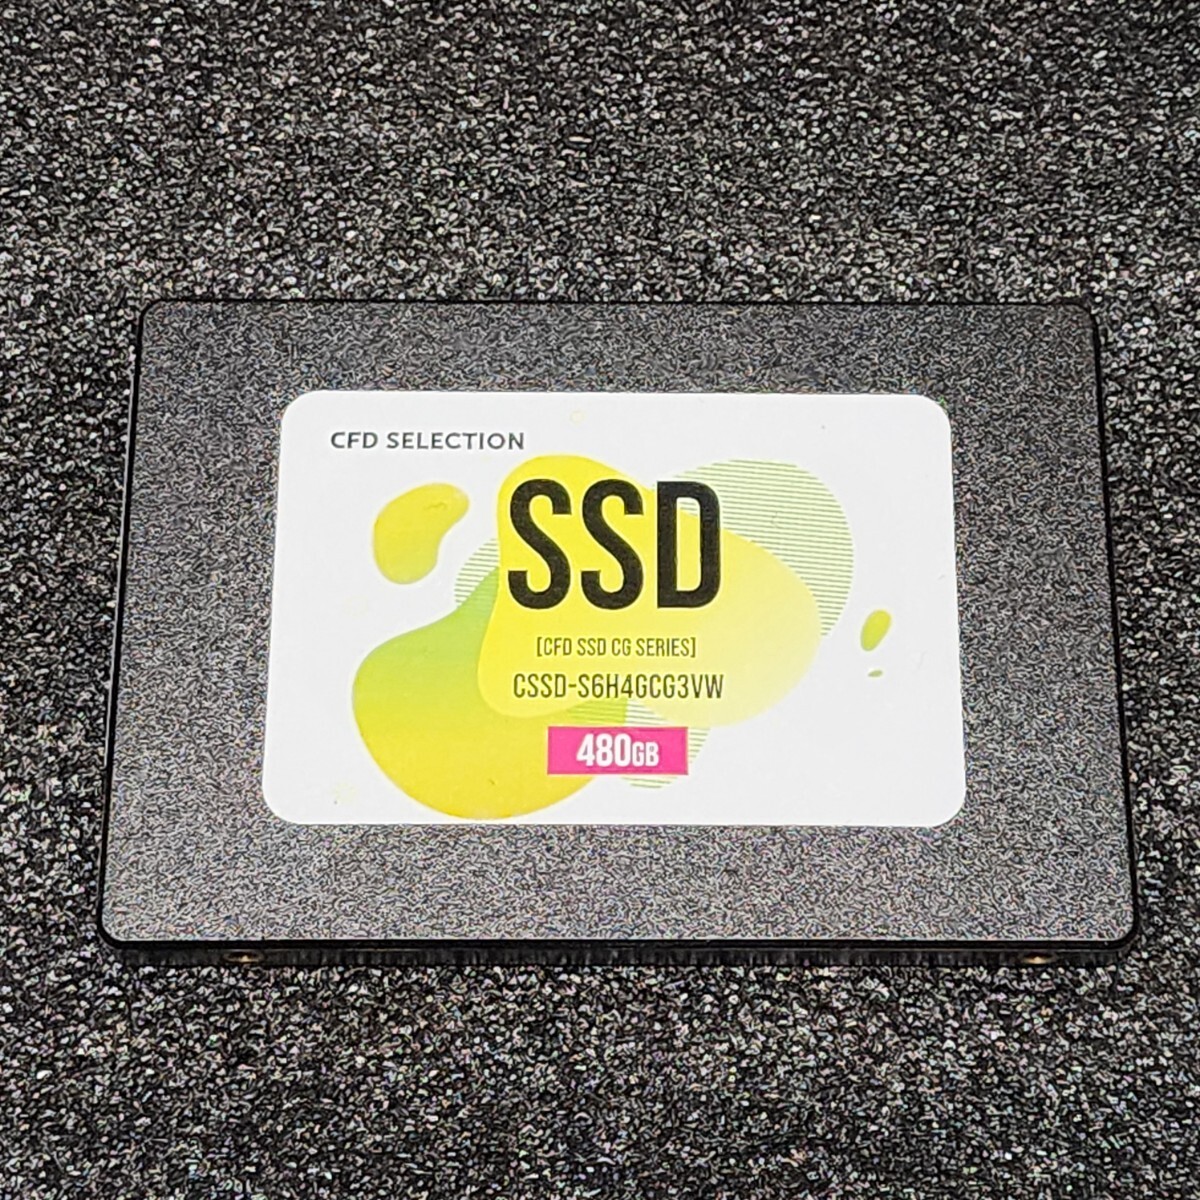 CFD SELECTION
SSD
[CFD SSD CG SERIES]
CSSD-S6H4GCG3VW
480GB